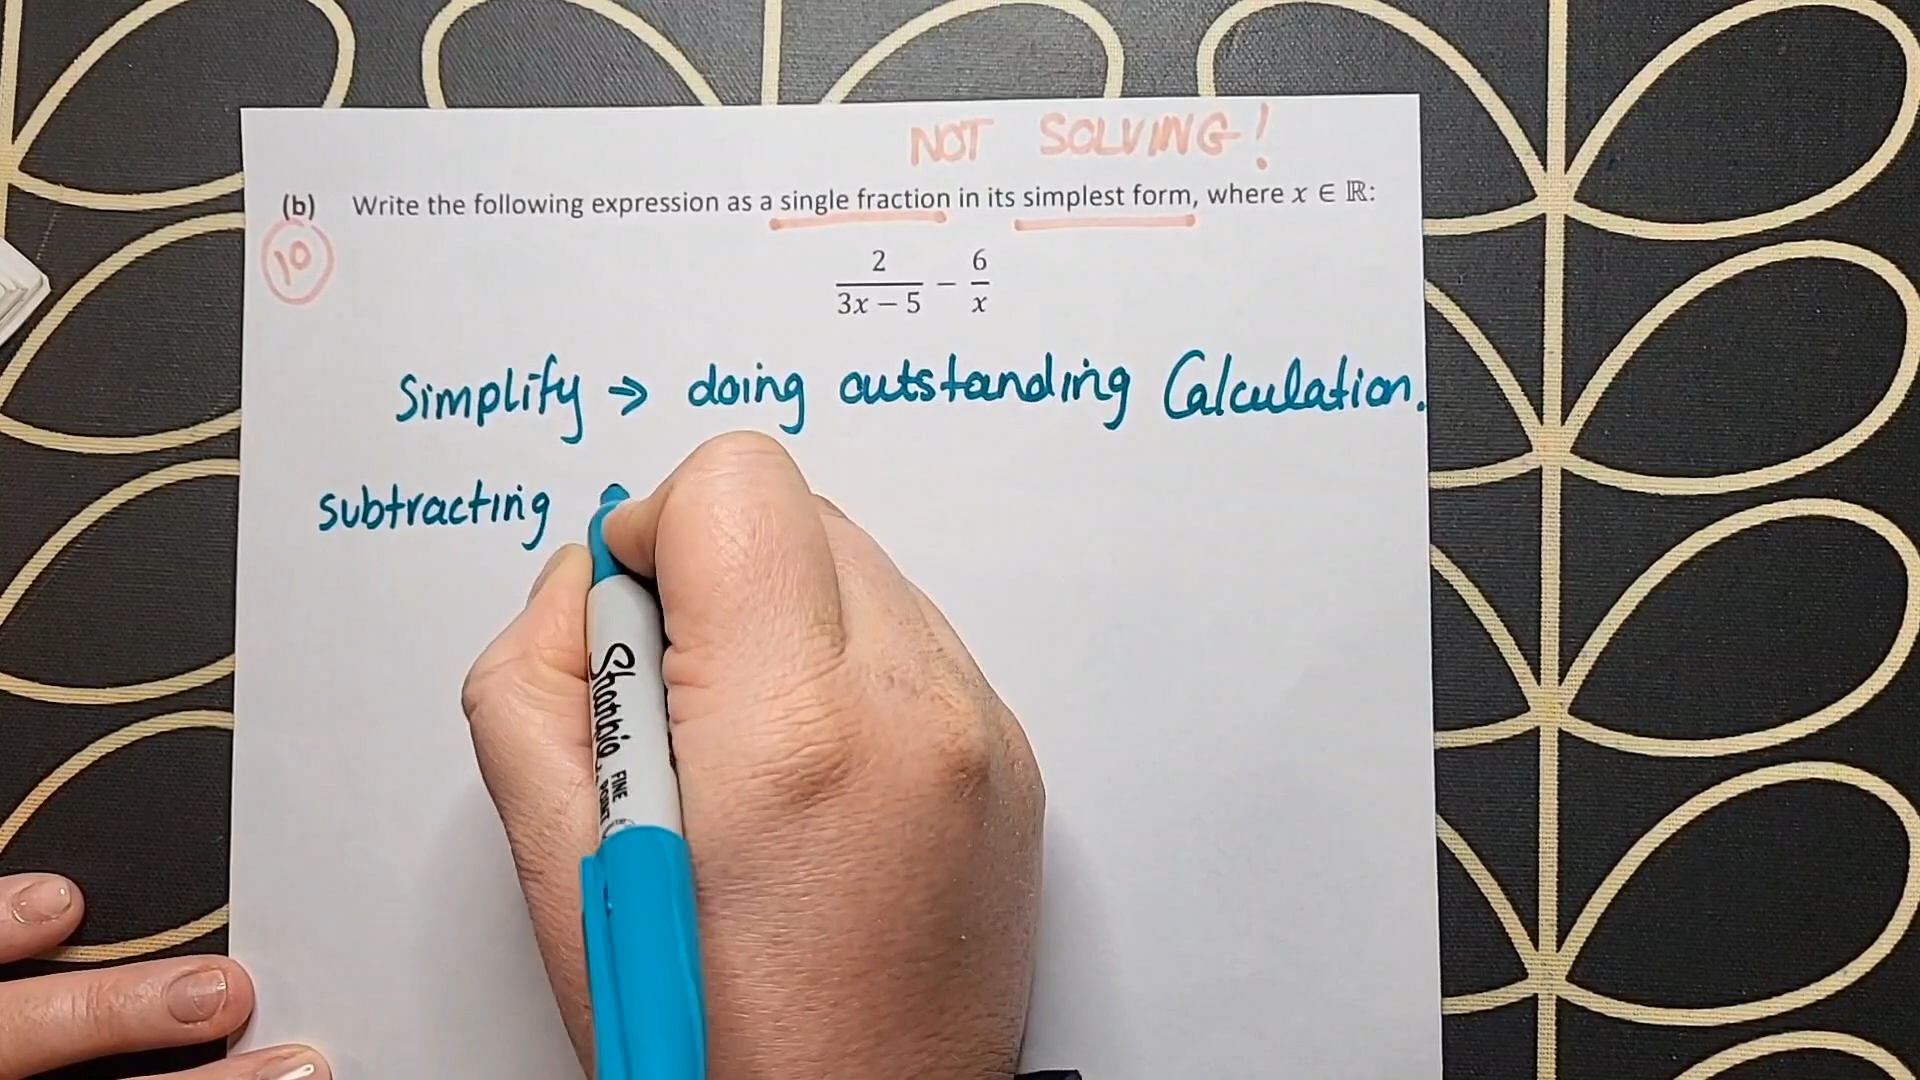 NOT SOLVING!
(b) Write the following expression as a single fraction in its simplest form, where x ∈ ℝ:
10
2/(3x − 5) − 6/x
Simplify → doing outstanding Calculation.
subtracting
Sharpie
FINE
POINT